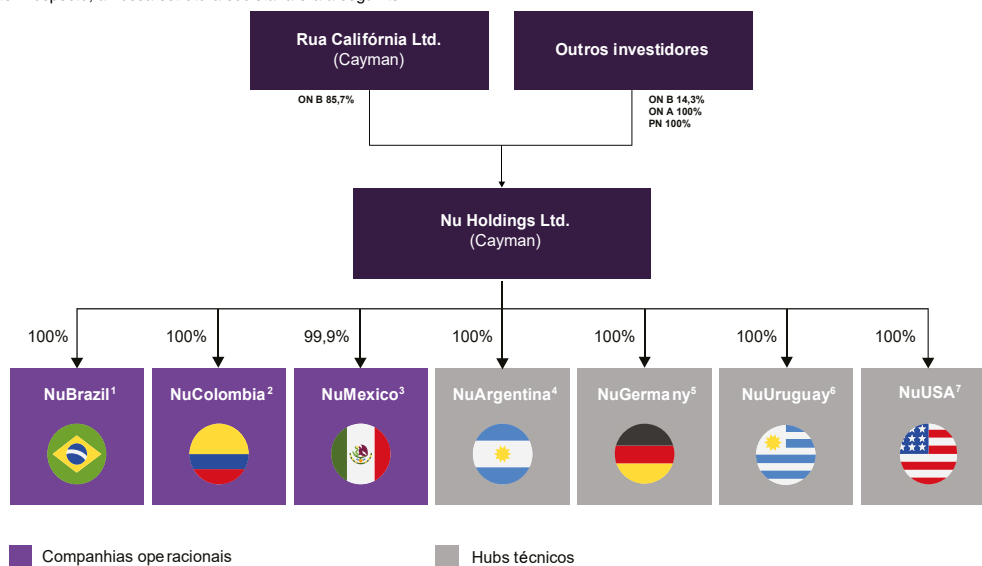 Rua Califórnia Ltd.
(Cayman)
Outros investidores
ON B 85,7%
ON B 14,3%
ON A 100%
PN 100%
Nu Holdings Ltd.
(Cayman)
100%
100%
99,9%
100%
100%
100%
100%
NuBrazil¹
NuColombia²
NuMexico³
NuArgentina⁴
NuGermany⁵
NuUruguay⁶
NuUSA⁷
Companhias operacionais
Hubs técnicos